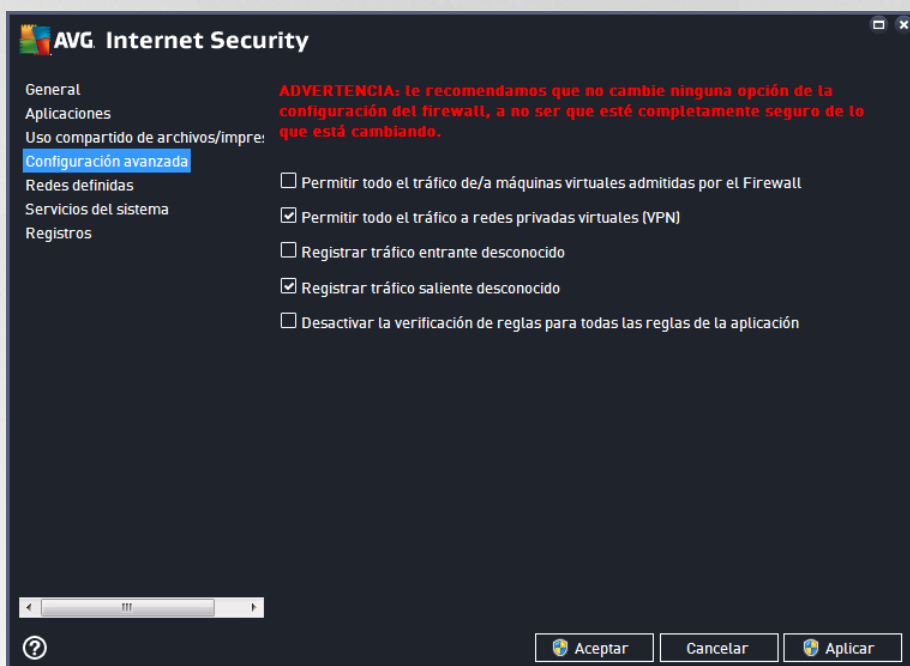 AVG. Internet Security
General
Aplicaciones
Uso compartido de archivos/impre
Configuración avanzada
Redes definidas
Servicios del sistema
Registros
ADVERTENCIA: le recomendamos que no cambie ninguna opción de la
configuración del firewall, a no ser que esté completamente seguro de lo
que está cambiando.
Permitir todo el tráfico de/a máquinas virtuales admitidas por el Firewall
Permitir todo el tráfico a redes privadas virtuales (VPN)
Registrar tráfico entrante desconocido
Registrar tráfico saliente desconocido
Desactivar la verificación de reglas para todas las reglas de la aplicación
Aceptar
Cancelar
Aplicar